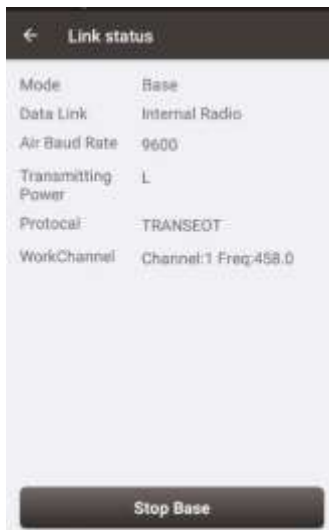 Link status
Mode Base
Data Link Internal Radio
Air Baud Rate 9600
Transmitting L
Power
Protocal TRANSEOT
WorkChannel Channel:1 Freq:458.0
Stop Base